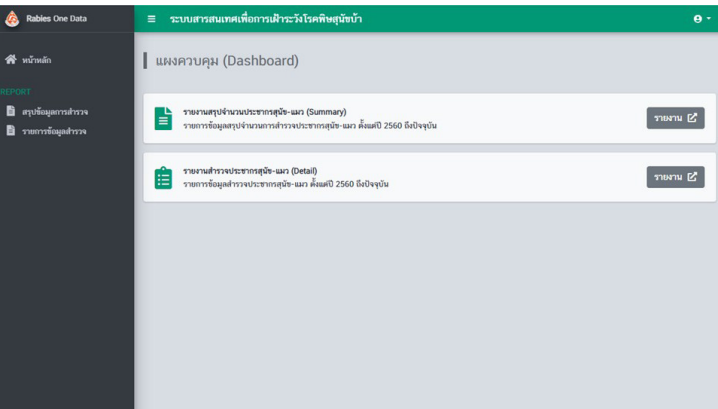 Rabies One Data
ระบบสารสนเทศเพื่อการเฝ้าระวังโรคพิษสุนัขบ้า
หน้าหลัก
REPORT
สรุปข้อมูลการสำรวจ
รายการข้อมูลสำรวจ
แผงควบคุม (Dashboard)
รายงานสรุปจำนวนประชากรสุนัข-แมว (Summary)
รายการข้อมูลสรุปจำนวนการสำรวจประชากรสุนัข-แมว ตั้งแต่ปี 2560 ถึงปัจจุบัน
รายงาน
รายงานสำรวจประชากรสุนัข-แมว (Detail)
รายการข้อมูลสำรวจประชากรสุนัข-แมว ตั้งแต่ปี 2560 ถึงปัจจุบัน
รายงาน